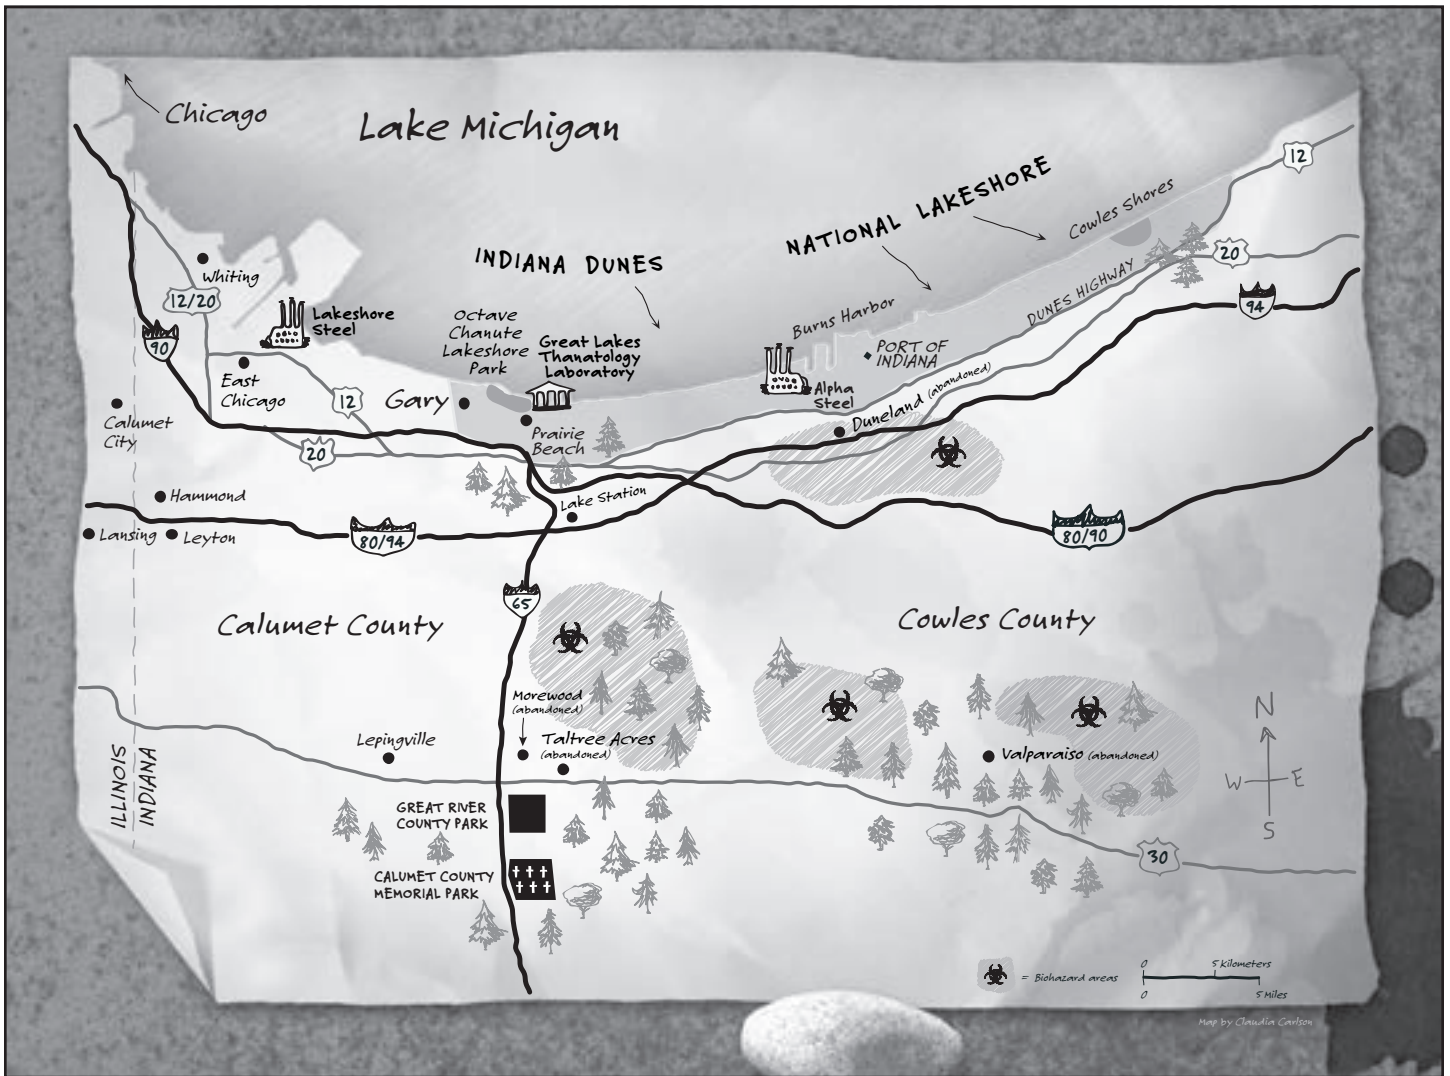 Chicago
Lake Michigan
12
NATIONAL LAKESHORE
Cowles Shores
INDIANA DUNES
20
DUNES HIGHWAY
94
Whiting
12/20
Lakeshore
Steel
90
Octave
Chanute
Lakeshore
Park
Great Lakes
Thanatology
Laboratory
Burns Harbor
PORT OF
INDIANA
East
Chicago
12
Gary
Alpha
Steel
Duneland (abandoned)
Calumet
City
20
Prairie
Beach
Hammond
Lake Station
Lansing
Leyton
80/94
80/90
65
Calumet County
Cowles County
Morewood
(abandoned)
Lepingville
Taltree Acres
(abandoned)
Valparaiso (abandoned)
N
W
E
S
ILLINOIS
INDIANA
GREAT RIVER
COUNTY PARK
30
CALUMET COUNTY
MEMORIAL PARK
= Biohazard areas
0
5 Kilometers
0
5 Miles
Map by Claudia Carlson